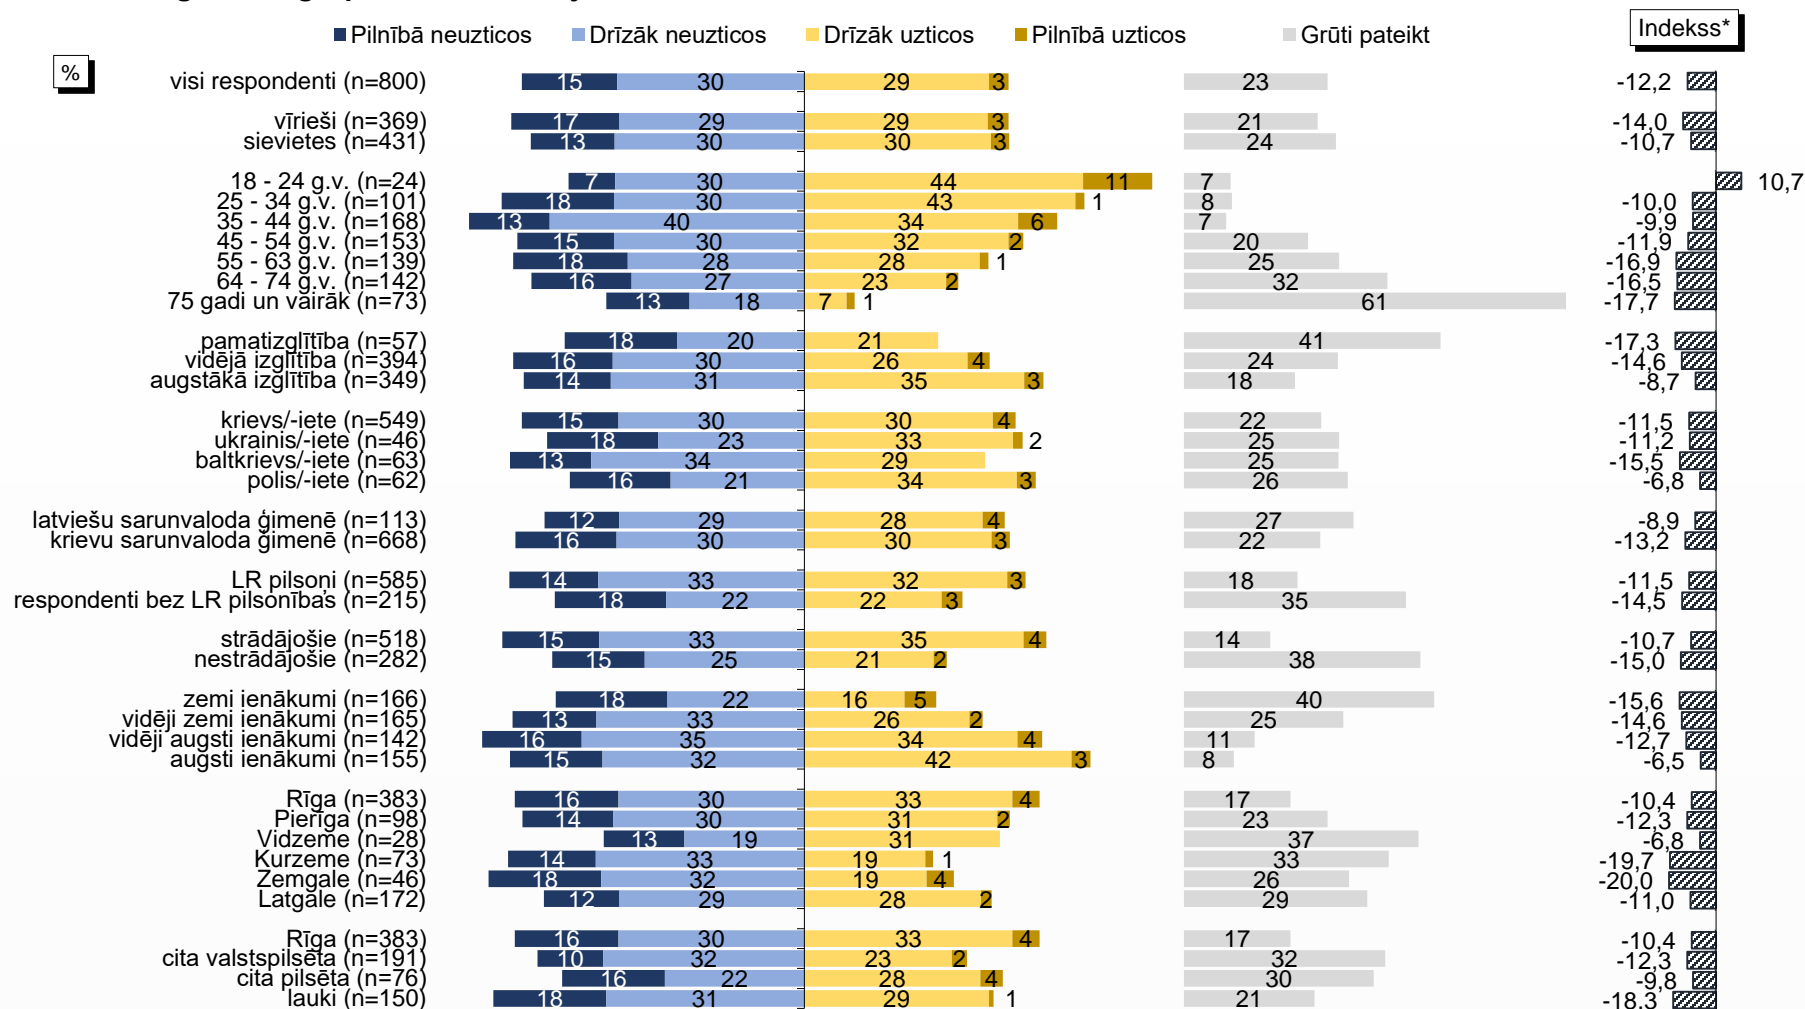 Pilnībā neuzticos Drīzāk neuzticos Drīzāk uzticos Pilnībā uzticos Grūti pateikt Indekss*
%
visi respondenti (n=800) 15 30 29 3 23 -12,2
vīrieši (n=369) 17 29 29 3 21 -14,0
sievietes (n=431) 13 30 30 3 24 -10,7
18 - 24 g.v. (n=24) 7 30 44 11 7 10,7
25 - 34 g.v. (n=101) 18 30 43 1 8 -10,0
35 - 44 g.v. (n=168) 13 40 34 6 7 -9,9
45 - 54 g.v. (n=153) 15 30 32 2 20 -11,9
55 - 63 g.v. (n=139) 18 28 28 1 25 -16,9
64 - 74 g.v. (n=142) 16 27 23 2 32 -16,5
75 gadi un vairāk (n=73) 13 18 7 1 61 -17,7
pamatizglītība (n=57) 18 20 21 41 -17,3
vidējā izglītība (n=394) 16 30 26 4 24 -14,6
augstākā izglītība (n=349) 14 31 35 3 18 -8,7
krievs/-iete (n=549) 15 30 30 4 22 -11,5
ukrainis/-iete (n=46) 18 23 33 2 25 -11,2
baltkrievs/-iete (n=63) 13 34 29 25 -15,5
polis/-iete (n=62) 16 21 34 3 26 -6,8
latviešu sarunvaloda ģimenē (n=113) 12 29 28 4 27 -8,9
krievu sarunvaloda ģimenē (n=668) 16 30 30 3 22 -13,2
LR pilsoņi (n=585) 14 33 32 3 18 -11,5
respondenti bez LR pilsonības (n=215) 18 22 22 3 35 -14,5
strādājošie (n=518) 15 33 35 4 14 -10,7
nestrādājošie (n=282) 15 25 21 2 38 -15,0
zemi ienākumi (n=166) 18 22 16 5 40 -15,6
vidēji zemi ienākumi (n=165) 13 33 26 2 25 -14,6
vidēji augsti ienākumi (n=142) 16 35 34 4 11 -12,7
augsti ienākumi (n=155) 15 32 42 3 8 -6,5
Rīga (n=383) 16 30 33 4 17 -10,4
Pierīga (n=98) 14 30 31 2 23 -12,3
Vidzeme (n=28) 13 19 31 37 -6,8
Kurzeme (n=73) 14 33 19 1 33 -19,7
Zemgale (n=46) 18 32 19 4 26 -20,0
Latgale (n=172) 12 29 28 2 29 -11,0
Rīga (n=383) 16 30 33 4 17 -10,4
cita valstspilsēta (n=191) 10 32 23 2 32 -12,3
cita pilsēta (n=76) 16 22 28 4 30 -9,8
lauki (n=150) 18 31 29 1 21 -18,3